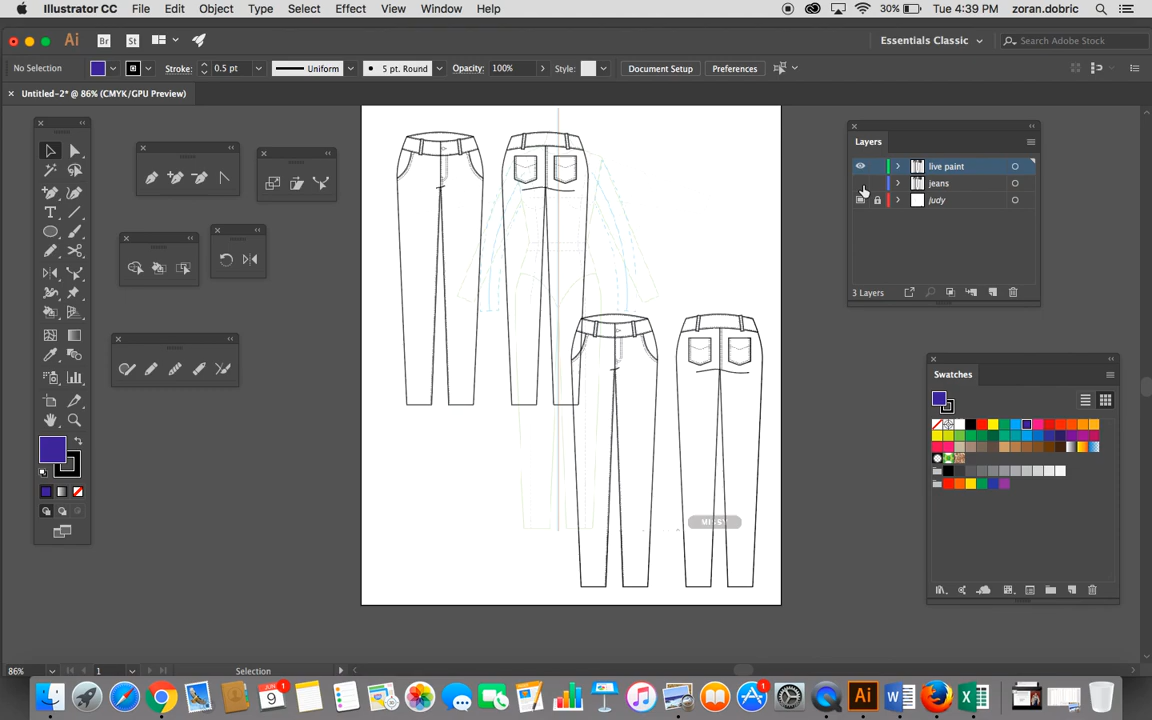 Illustrator CC File Edit Object Type Select Effect View Window Help 30% Tue 4:39 PM zoran.dobric
Ai Br St Essentials Classic Search Adobe Stock
No Selection Stroke: 0.5 pt Uniform 5 pt. Round Opacity: 100% Style: Document Setup Preferences
Untitled-2* @ 86% (CMYK/GPU Preview)
Layers
live paint
jeans
judy
3 Layers
Swatches
MISSY
86% 1 Selection